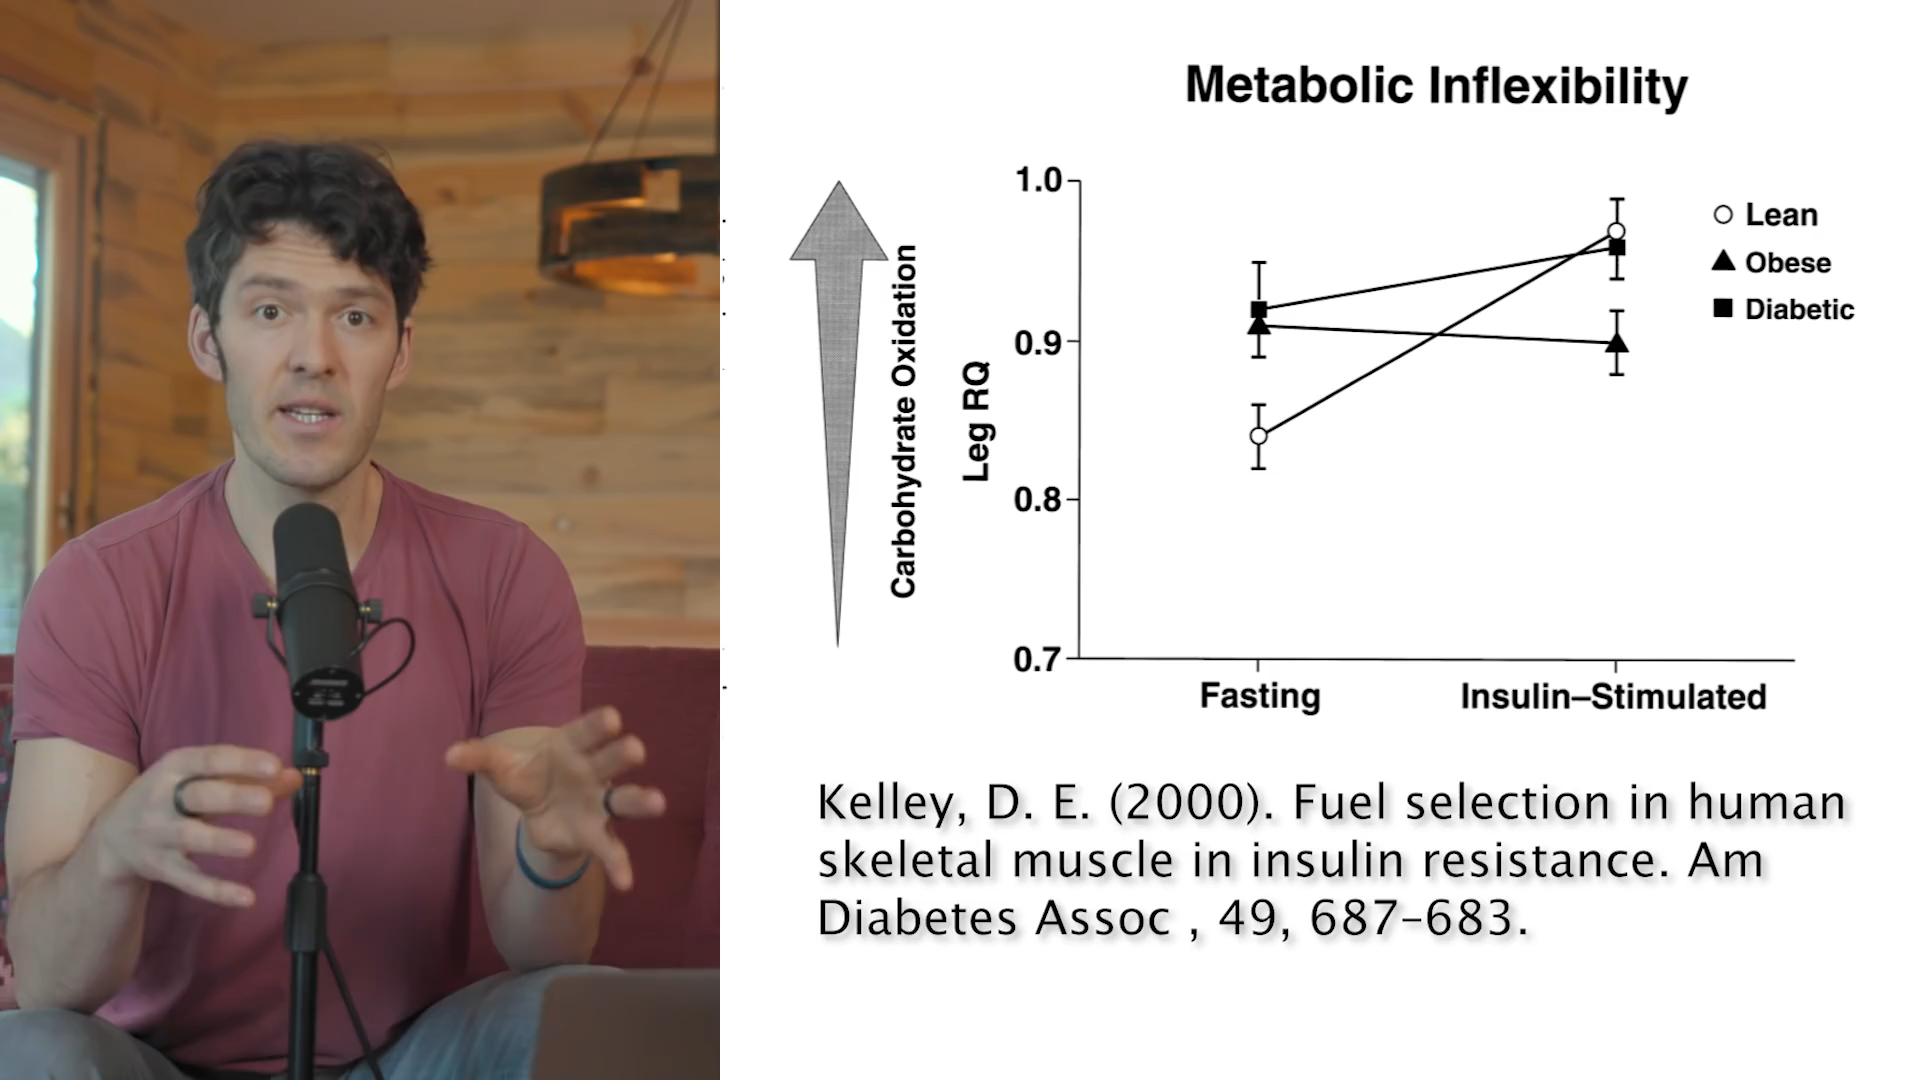 Metabolic Inflexibility
Carbohydrate Oxidation
Leg RQ
1.0
0.9
0.8
0.7
Fasting
Insulin–Stimulated
Lean
Obese
Diabetic
Kelley, D. E. (2000). Fuel selection in human
skeletal muscle in insulin resistance. Am
Diabetes Assoc , 49, 687–683.